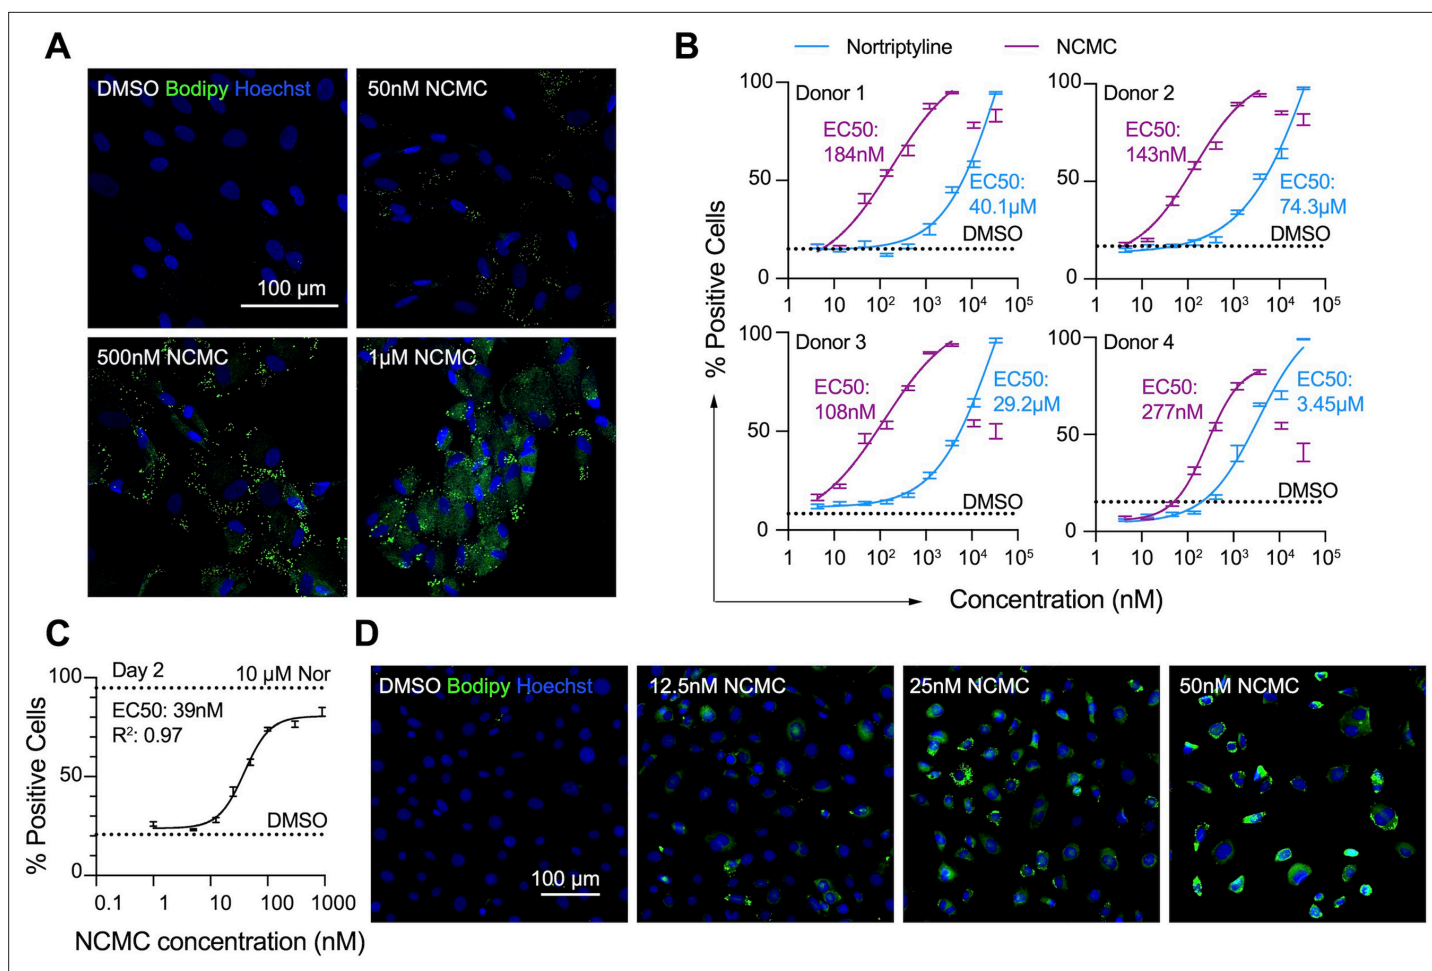 A
DMSO Bodipy Hoechst
50nM NCMC
100 µm
500nM NCMC
1µM NCMC
B
Nortriptyline
NCMC
% Positive Cells
Concentration (nM)
100
Donor 1
EC50:
184nM
50
EC50:
40.1µM
DMSO
0
1 10¹ 10² 10³ 10⁴ 10⁵
100
Donor 2
EC50:
143nM
50
EC50:
74.3µM
DMSO
0
1 10¹ 10² 10³ 10⁴ 10⁵
100
Donor 3
EC50:
108nM
EC50:
29.2µM
50
DMSO
0
1 10¹ 10² 10³ 10⁴ 10⁵
100
Donor 4
EC50:
277nM
EC50:
3.45µM
50
DMSO
0
1 10¹ 10² 10³ 10⁴ 10⁵
C
% Positive Cells
100
Day 2
10 µM Nor
EC50: 39nM
R²: 0.97
50
DMSO
0
0.1 1 10 100 1000
NCMC concentration (nM)
D
DMSO Bodipy Hoechst
12.5nM NCMC
25nM NCMC
50nM NCMC
100 µm